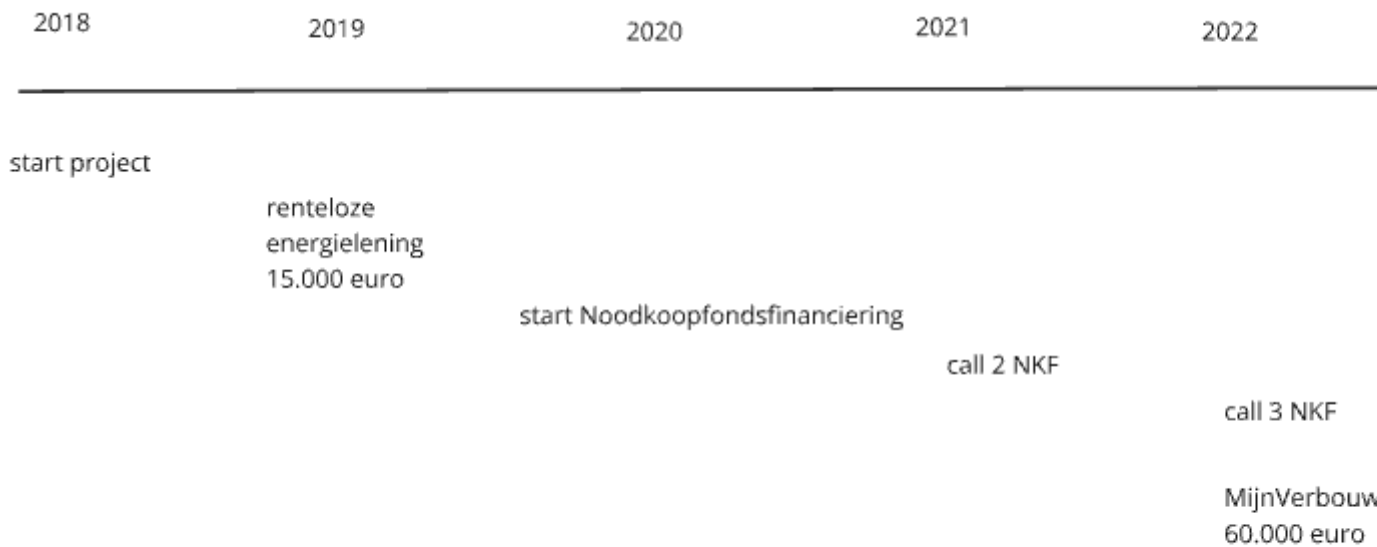 2018
2019
2020
2021
2022
start project
renteloze
energielening
15.000 euro
start Noodkoopfondsfinanciering
call 2 NKF
call 3 NKF
MijnVerbouw
60.000 euro